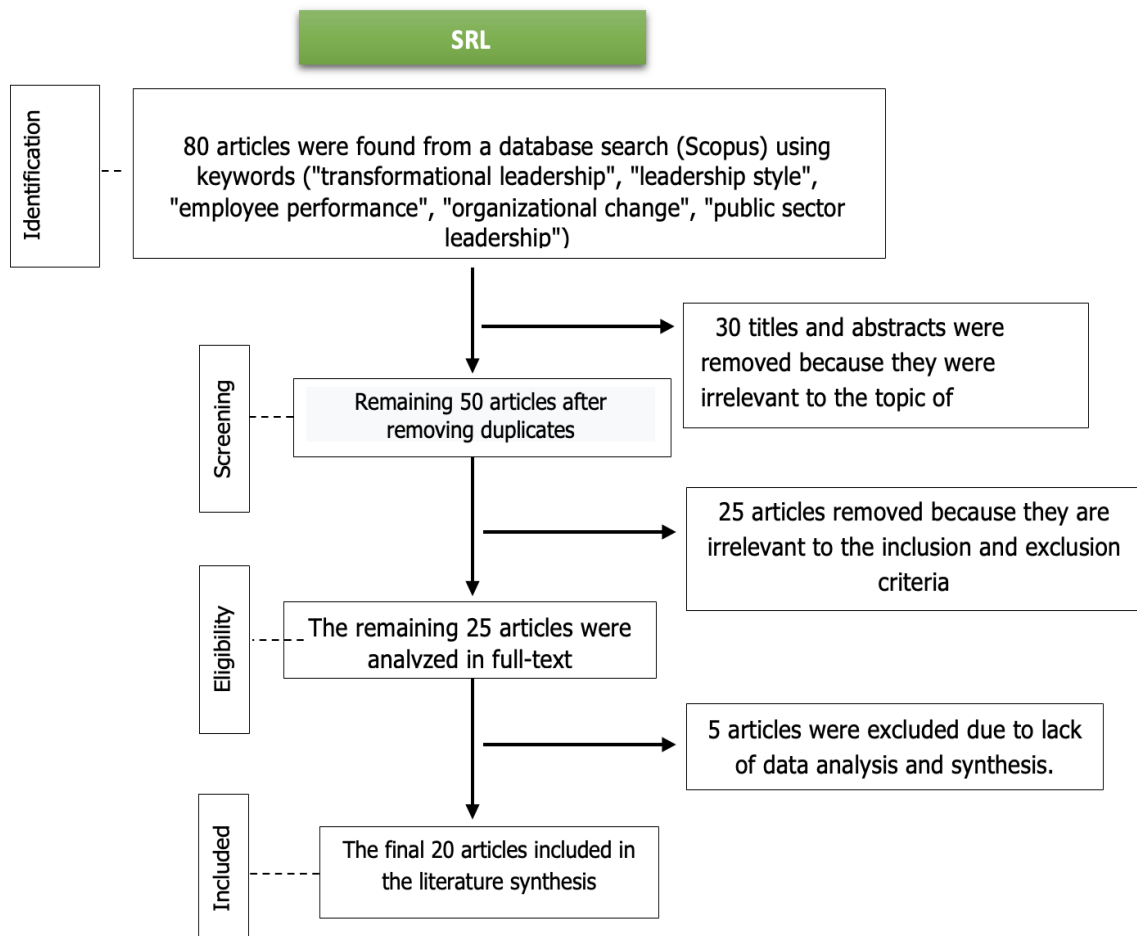 SRL
Identification
80 articles were found from a database search (Scopus) using
keywords ("transformational leadership", "leadership style",
"employee performance", "organizational change", "public sector
leadership")
30 titles and abstracts were
removed because they were
irrelevant to the topic of
Screening
Remaining 50 articles after
removing duplicates
25 articles removed because they are
irrelevant to the inclusion and exclusion
criteria
Eligibility
The remaining 25 articles were
analyzed in full-text
5 articles were excluded due to lack
of data analysis and synthesis.
Included
The final 20 articles included in
the literature synthesis